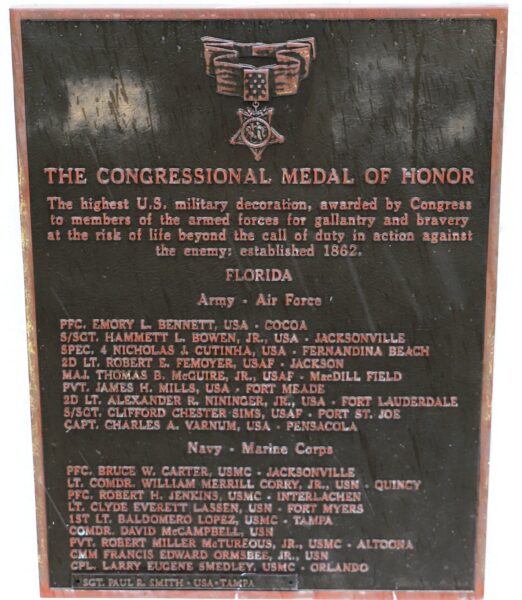 THE CONGRESSIONAL MEDAL OF HONOR
The highest U.S. military decoration, awarded by Congress
to members of the armed forces for gallantry and bravery
at the risk of life beyond the call of duty in action against
the enemy: established 1862.
FLORIDA
Army - Air Force
PFC. EMORY L. BENNETT, USA - COCOA
S/SGT. HAMMETT L. BOWEN, JR., USA - JACKSONVILLE
SPEC. 4 NICHOLAS J. CUTINHA, USA - FERNANDINA BEACH
2D LT. ROBERT E. FEMOYER, USAF - JACKSON
MAJ. THOMAS B. McGUIRE, JR., USAF - MacDILL FIELD
PVT. JAMES H. MILLS, USA - FORT MEADE
2D LT. ALEXANDER R. NININGER, JR., USA - FORT LAUDERDALE
S/SGT. CLIFFORD CHESTER SIMS, USAF - PORT ST. JOE
CAPT. CHARLES A. VARNUM, USA - PENSACOLA
Navy - Marine Corps
PFC. BRUCE W. CARTER, USMC - JACKSONVILLE
LT. COMDR. WILLIAM MERRILL CORRY, JR., USN - QUINCY
PFC. ROBERT H. JENKINS, USMC - INTERLACHEN
LT. CLYDE EVERETT LASSEN, USN - FORT MYERS
1ST LT. BALDOMERO LOPEZ, USMC - TAMPA
COMDR. DAVID McCAMPBELL, USN
PVT. ROBERT MILLER McTUREOUS, JR., USMC - ALTOONA
CMM FRANCIS EDWARD ORMSBEE, JR., USN
CPL. LARRY EUGENE SMEDLEY, USMC - ORLANDO
SGT. PAUL R. SMITH - USA - TAMPA